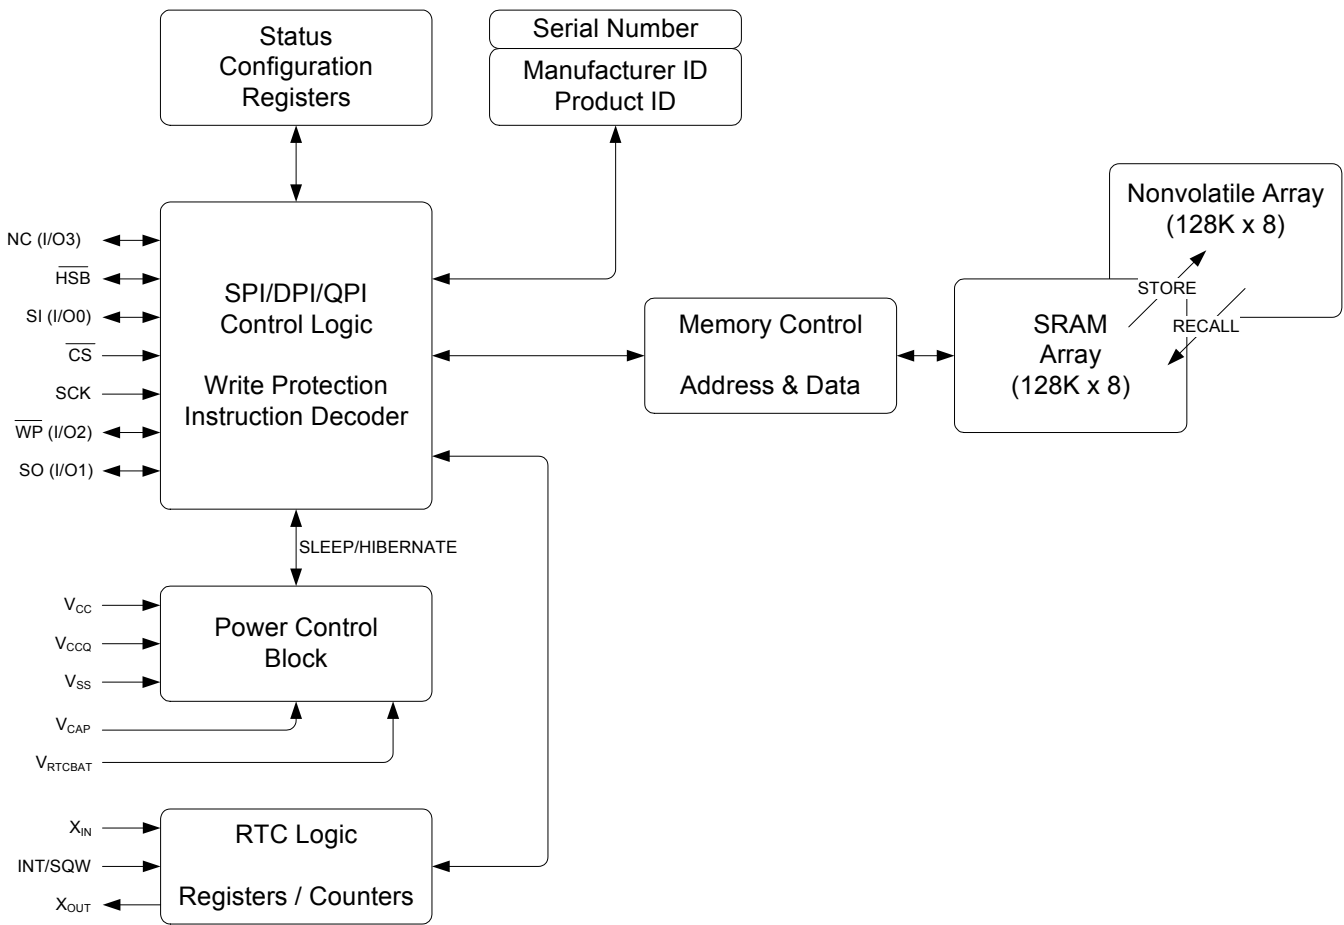 Status
Configuration
Registers
Serial Number
Manufacturer ID
Product ID
NC (I/O3)
HSB
SI (I/O0)
CS
SCK
WP (I/O2)
SO (I/O1)
SPI/DPI/QPI
Control Logic
Write Protection
Instruction Decoder
Memory Control
Address & Data
Nonvolatile Array
(128K x 8)
STORE
RECALL
SRAM
Array
(128K x 8)
SLEEP/HIBERNATE
VCC
VCCQ
VSS
VCAP
VRTCBAT
Power Control
Block
XIN
INT/SQW
XOUT
RTC Logic
Registers / Counters